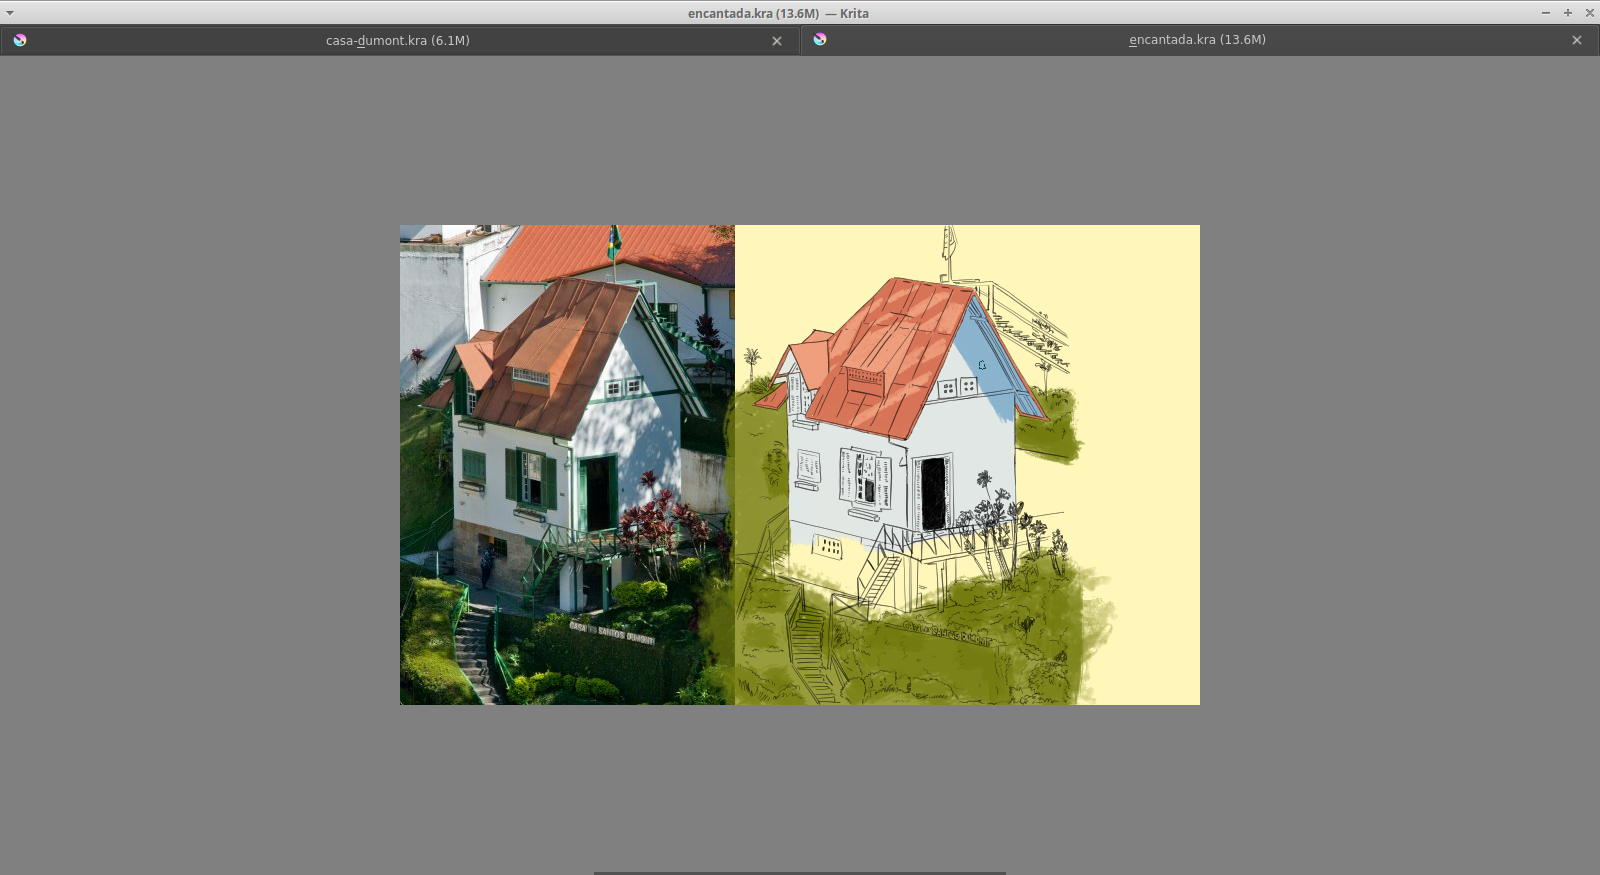 encantada.kra (13.6M) — Krita
casa-dumont.kra (6.1M)
encantada.kra (13.6M)
CASA DE SANTOS DUMONT
CASA DE SANTOS DUMONT